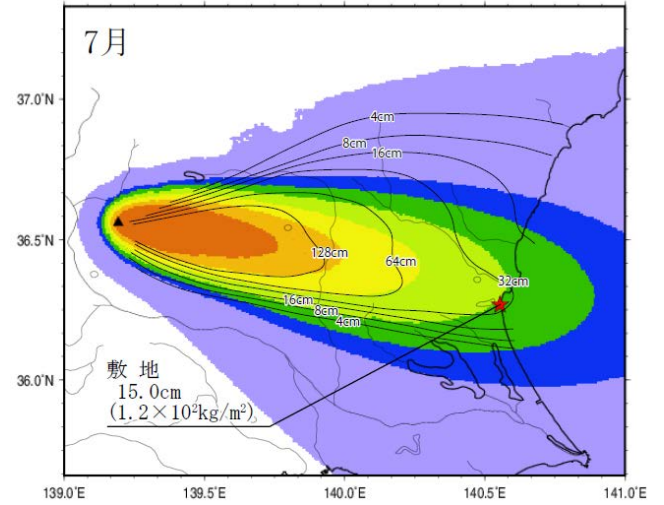 7月
37.0°N
36.5°N
36.0°N
4cm
8cm
16cm
128cm
64cm
32cm
16cm
8cm
4cm
敷 地
15.0cm
(1.2×10²kg/m²)
139.0°E
139.5°E
140.0°E
140.5°E
141.0°E